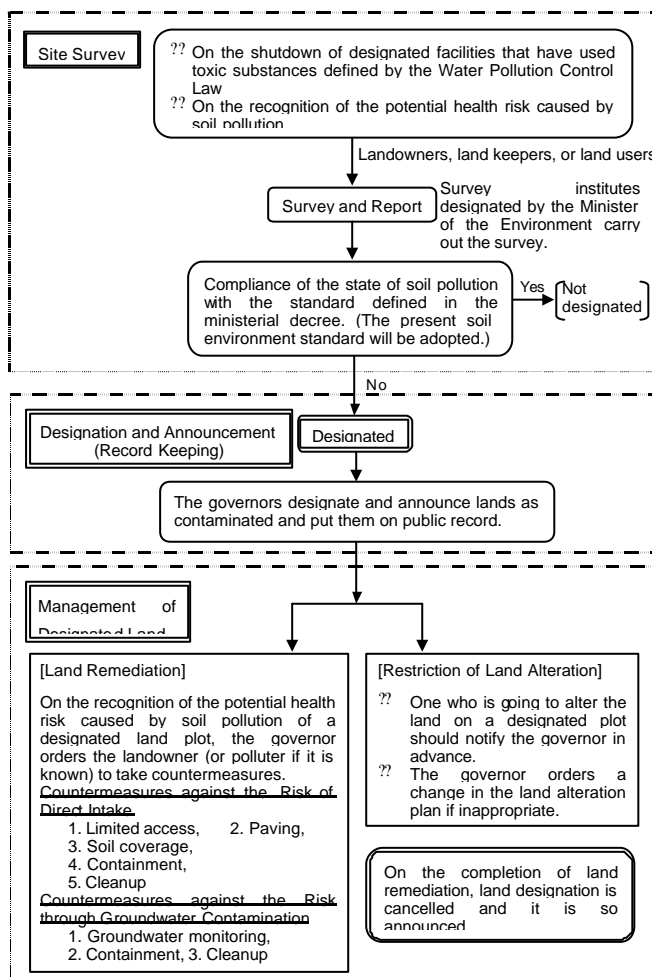 Site Survey
?? On the shutdown of designated facilities that have used
toxic substances defined by the Water Pollution Control
Law
?? On the recognition of the potential health risk caused by
soil pollution
Landowners, land keepers, or land users
Survey and Report
Survey institutes
designated by the Minister
of the Environment carry
out the survey.
Compliance of the state of soil pollution
with the standard defined in the
ministerial decree. (The present soil
environment standard will be adopted.)
Yes
Not
designated
No
Designation and Announcement
(Record Keeping)
Designated
The governors designate and announce lands as
contaminated and put them on public record.
Management of
Designated Land
[Land Remediation]
On the recognition of the potential health
risk caused by soil pollution of a
designated land plot, the governor
orders the landowner (or polluter if it is
known) to take countermeasures.
Countermeasures against the Risk of
Direct Intake
1. Limited access, 2. Paving,
3. Soil coverage,
4. Containment,
5. Cleanup
Countermeasures against the Risk
through Groundwater Contamination
1. Groundwater monitoring,
2. Containment, 3. Cleanup
[Restriction of Land Alteration]
?? One who is going to alter the
land on a designated plot
should notify the governor in
advance.
?? The governor orders a
change in the land alteration
plan if inappropriate.
On the completion of land
remediation, land designation is
cancelled and it is so
announced